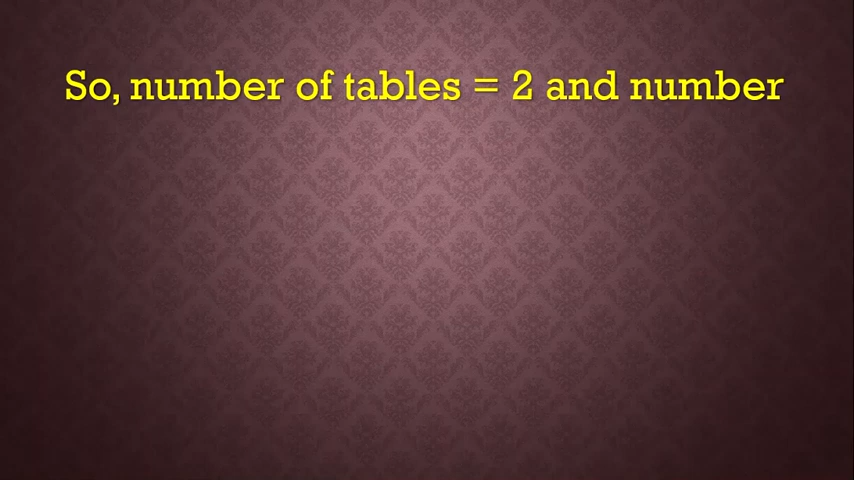 So, number of tables = 2 and number